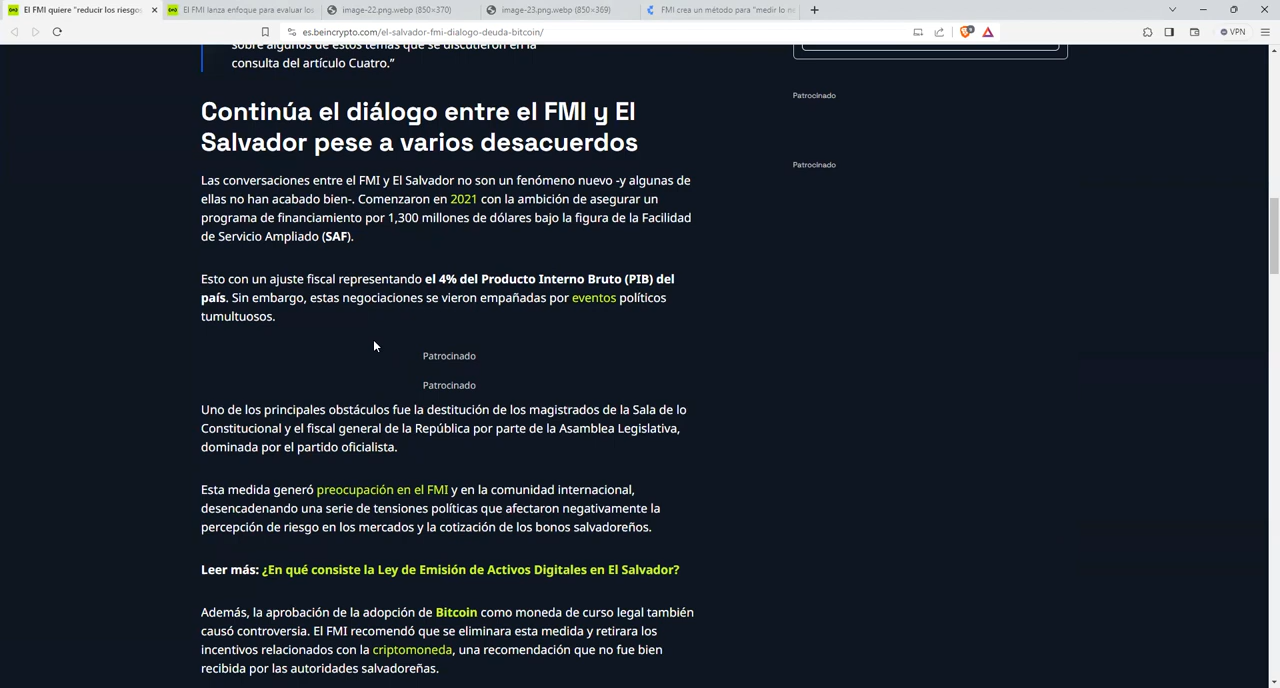 El FMI quiere "reducir los riesgos
El FMI lanza enfoque para evaluar los
image-22.png.webp (850×370)
image-23.png.webp (850×369)
FMI crea un método para "medir lo
es.beincrypto.com/el-salvador-fmi-dialogo-deuda-bitcoin/
VPN
sobre algunos de estos temas que se discutieron en la
consulta del artículo Cuatro.”
Patrocinado
Continúa el diálogo entre el FMI y El
Salvador pese a varios desacuerdos
Patrocinado
Las conversaciones entre el FMI y El Salvador no son un fenómeno nuevo -y algunas de
ellas no han acabado bien-. Comenzaron en 2021 con la ambición de asegurar un
programa de financiamiento por 1,300 millones de dólares bajo la figura de la Facilidad
de Servicio Ampliado (SAF).
Esto con un ajuste fiscal representando el 4% del Producto Interno Bruto (PIB) del
país. Sin embargo, estas negociaciones se vieron empañadas por eventos políticos
tumultuosos.
Patrocinado
Patrocinado
Uno de los principales obstáculos fue la destitución de los magistrados de la Sala de lo
Constitucional y el fiscal general de la República por parte de la Asamblea Legislativa,
dominada por el partido oficialista.
Esta medida generó preocupación en el FMI y en la comunidad internacional,
desencadenando una serie de tensiones políticas que afectaron negativamente la
percepción de riesgo en los mercados y la cotización de los bonos salvadoreños.
Leer más: ¿En qué consiste la Ley de Emisión de Activos Digitales en El Salvador?
Además, la aprobación de la adopción de Bitcoin como moneda de curso legal también
causó controversia. El FMI recomendó que se eliminara esta medida y retirara los
incentivos relacionados con la criptomoneda, una recomendación que no fue bien
recibida por las autoridades salvadoreñas.